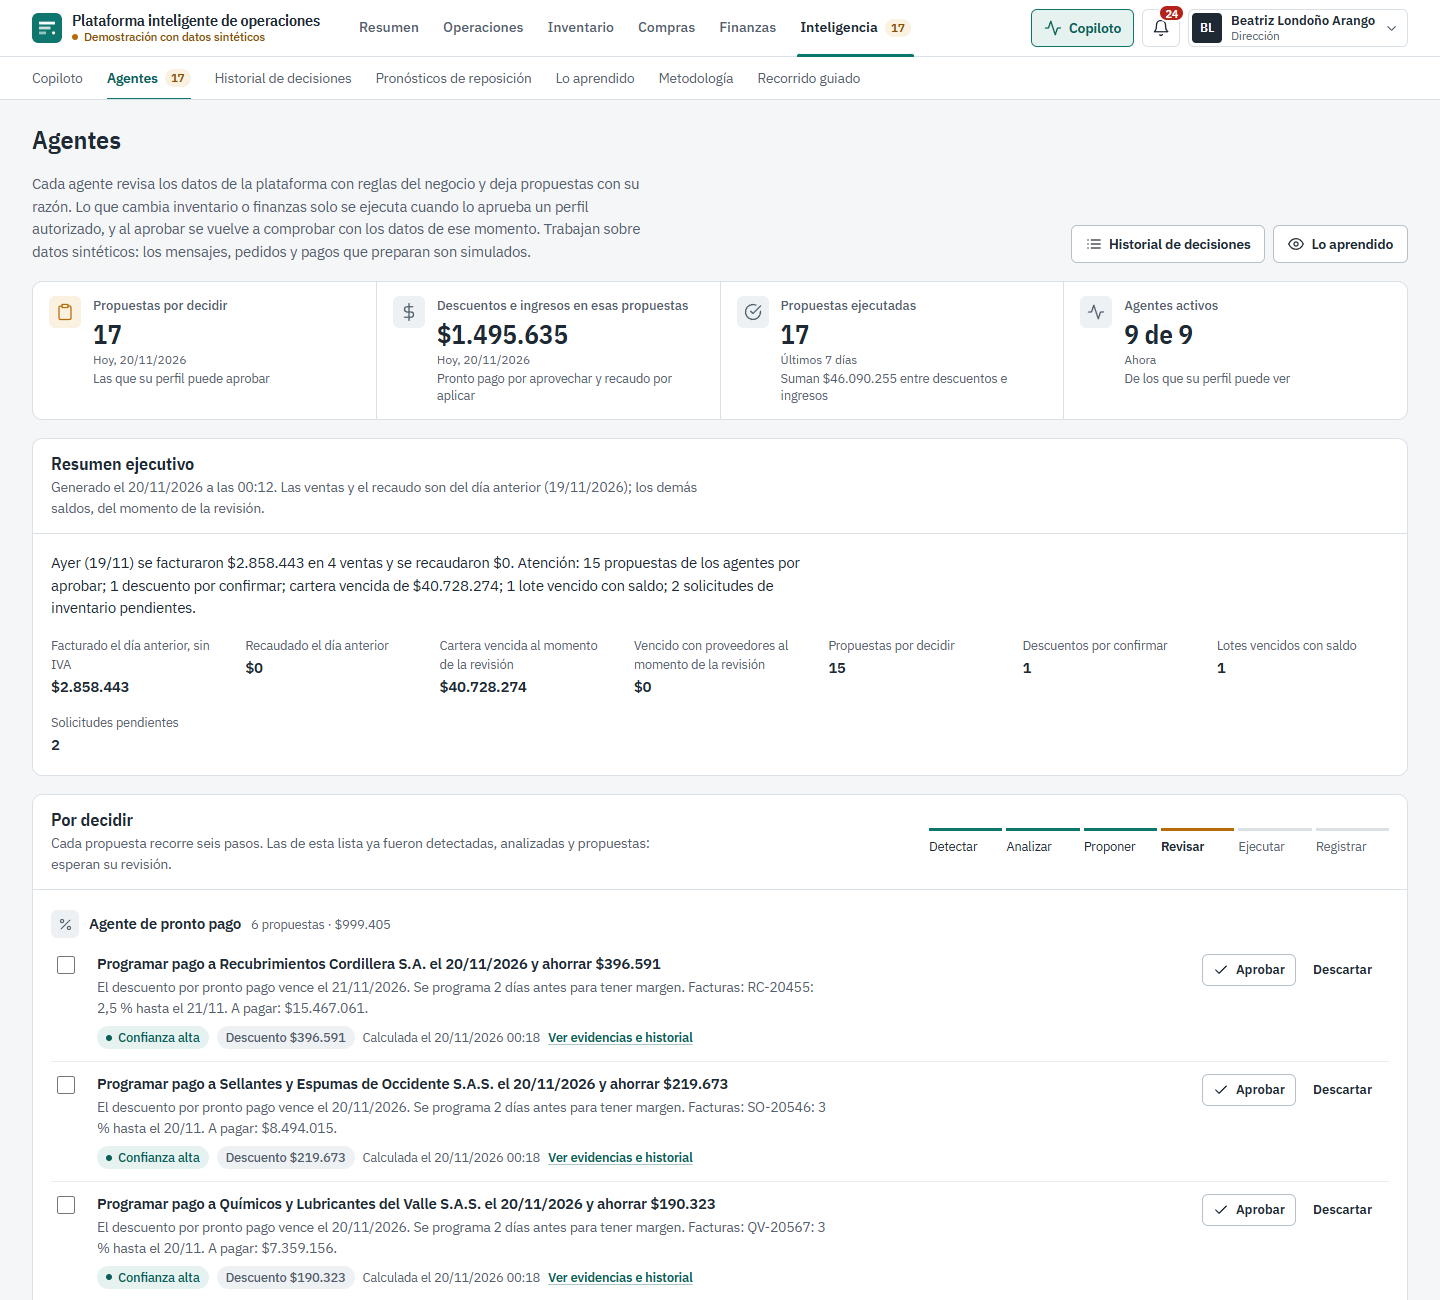 Plataforma inteligente de operaciones
Demostración con datos sintéticos
Resumen
Operaciones
Inventario
Compras
Finanzas
Inteligencia 17
Copiloto
24
BL
Beatriz Londoño Arango
Dirección
Copiloto
Agentes 17
Historial de decisiones
Pronósticos de reposición
Lo aprendido
Metodología
Recorrido guiado
Agentes
Cada agente revisa los datos de la plataforma con reglas del negocio y deja propuestas con su
razón. Lo que cambia inventario o finanzas solo se ejecuta cuando lo aprueba un perfil
autorizado, y al aprobar se vuelve a comprobar con los datos de ese momento. Trabajan sobre
datos sintéticos: los mensajes, pedidos y pagos que preparan son simulados.
Historial de decisiones
Lo aprendido
Propuestas por decidir
17
Hoy, 20/11/2026
Las que su perfil puede aprobar
Descuentos e ingresos en esas propuestas
$1.495.635
Hoy, 20/11/2026
Pronto pago por aprovechar y recaudo por
aplicar
Propuestas ejecutadas
17
Últimos 7 días
Suman $46.090.255 entre descuentos e
ingresos
Agentes activos
9 de 9
Ahora
De los que su perfil puede ver
Resumen ejecutivo
Generado el 20/11/2026 a las 00:12. Las ventas y el recaudo son del día anterior (19/11/2026); los demás
saldos, del momento de la revisión.
Ayer (19/11) se facturaron $2.858.443 en 4 ventas y se recaudaron $0. Atención: 15 propuestas de los agentes por
aprobar; 1 descuento por confirmar; cartera vencida de $40.728.274; 1 lote vencido con saldo; 2 solicitudes de
inventario pendientes.
Facturado el día anterior, sin
IVA
$2.858.443
Recaudado el día anterior
$0
Cartera vencida al momento
de la revisión
$40.728.274
Vencido con proveedores al
momento de la revisión
$0
Propuestas por decidir
15
Descuentos por confirmar
1
Lotes vencidos con saldo
1
Solicitudes pendientes
2
Por decidir
Cada propuesta recorre seis pasos. Las de esta lista ya fueron detectadas, analizadas y propuestas:
esperan su revisión.
Detectar
Analizar
Proponer
Revisar
Ejecutar
Registrar
% Agente de pronto pago 6 propuestas · $999.405
Programar pago a Recubrimientos Cordillera S.A. el 20/11/2026 y ahorrar $396.591
El descuento por pronto pago vence el 21/11/2026. Se programa 2 días antes para tener margen. Facturas: RC-20455:
2,5 % hasta el 21/11. A pagar: $15.467.061.
Confianza alta
Descuento $396.591
Calculada el 20/11/2026 00:18
Ver evidencias e historial
Aprobar
Descartar
Programar pago a Sellantes y Espumas de Occidente S.A.S. el 20/11/2026 y ahorrar $219.673
El descuento por pronto pago vence el 20/11/2026. Se programa 2 días antes para tener margen. Facturas: SO-20546: 3
% hasta el 20/11. A pagar: $8.494.015.
Confianza alta
Descuento $219.673
Calculada el 20/11/2026 00:18
Ver evidencias e historial
Aprobar
Descartar
Programar pago a Químicos y Lubricantes del Valle S.A.S. el 20/11/2026 y ahorrar $190.323
El descuento por pronto pago vence el 20/11/2026. Se programa 2 días antes para tener margen. Facturas: QV-20567: 3
% hasta el 20/11. A pagar: $7.359.156.
Confianza alta
Descuento $190.323
Calculada el 20/11/2026 00:18
Ver evidencias e historial
Aprobar
Descartar